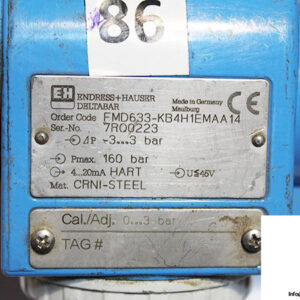 86
EH ENDRESS+HAUSER
DELTABAR
Made in Germany
Maulburg
CE
Order Code FMD633-KB4H1EMAA14
Ser.-No. 7R00223
ΔP -3...3 bar
Pmax. 160 bar
4...20mA HART U≤45V
Mat. CRNI-STEEL
Cal./Adj. 0...3 bar
TAG #